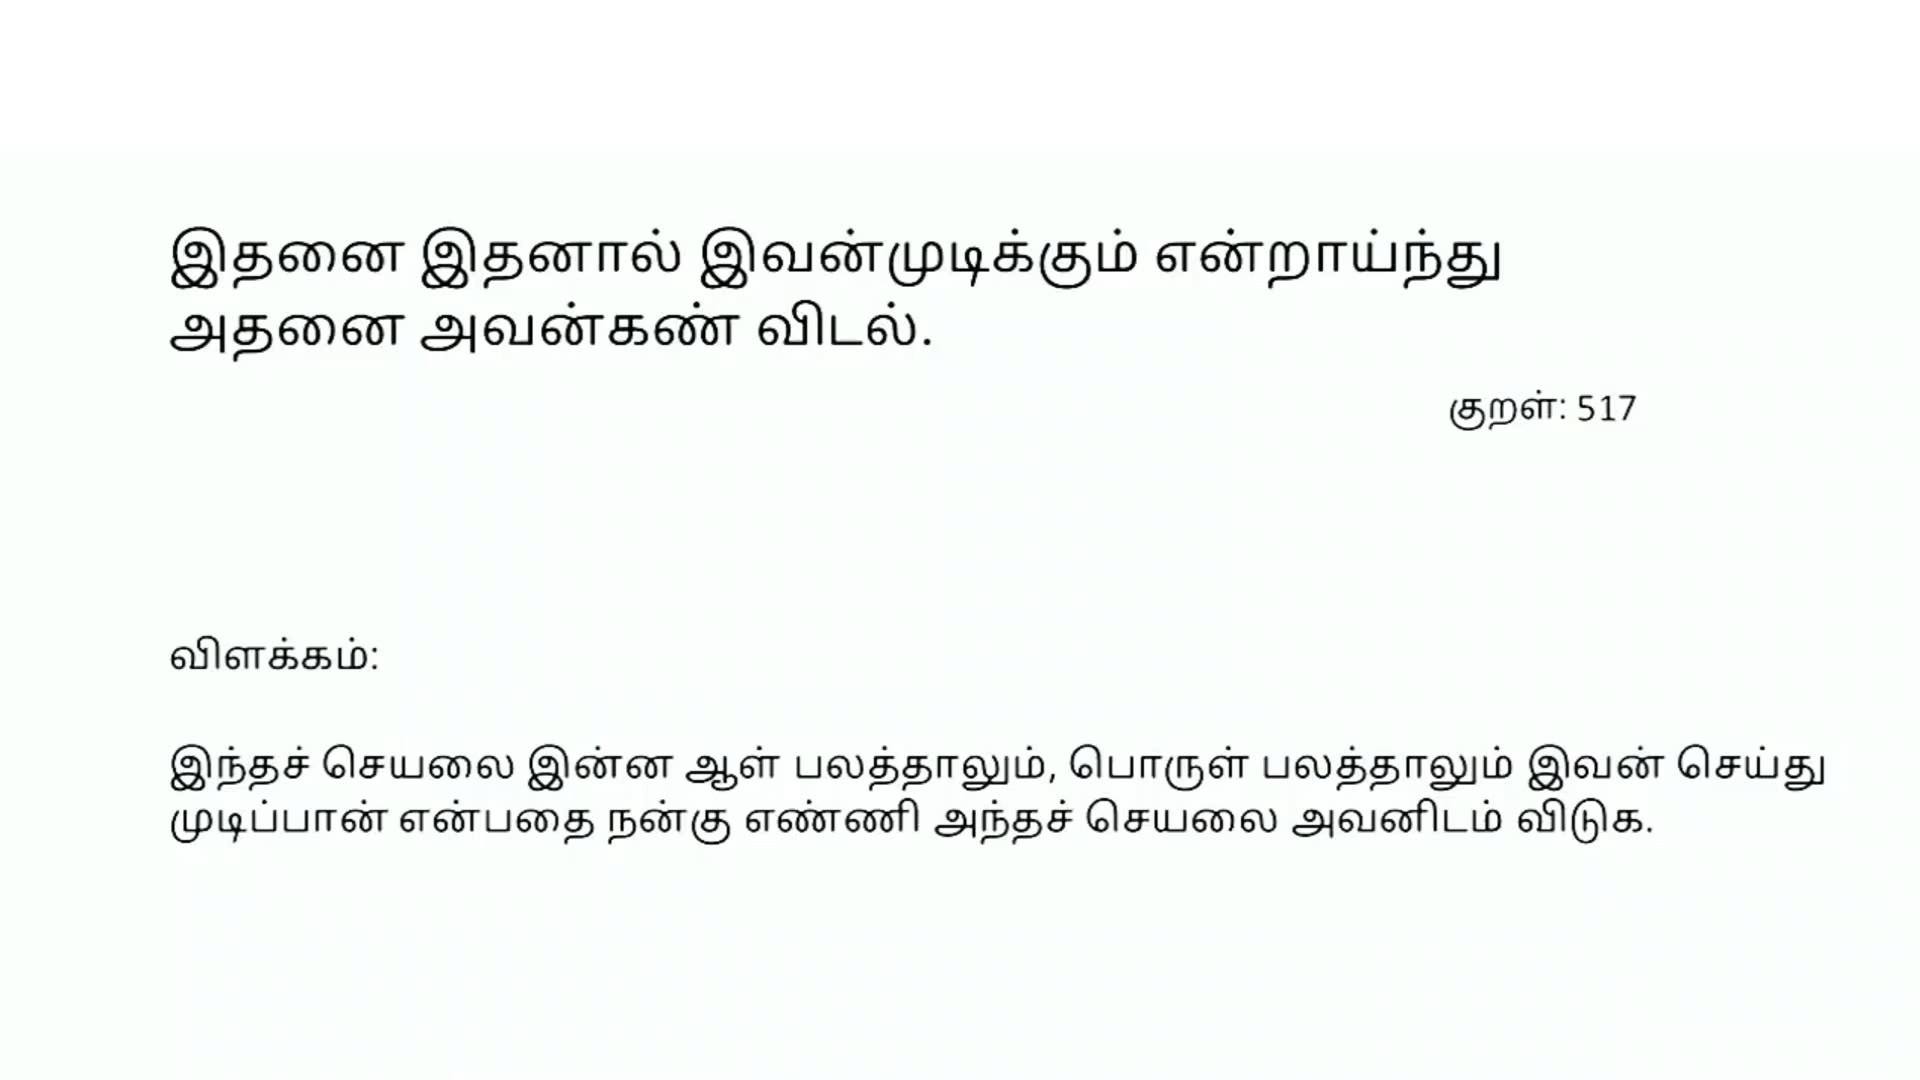 இதனை இதனால் இவன்முடிக்கும் என்றாய்ந்து
அதனை அவன்கண் விடல்.
குறள்: 517
விளக்கம்:
இந்தச் செயலை இன்ன ஆள் பலத்தாலும், பொருள் பலத்தாலும் இவன் செய்து
முடிப்பான் என்பதை நன்கு எண்ணி அந்தச் செயலை அவனிடம் விடுக.